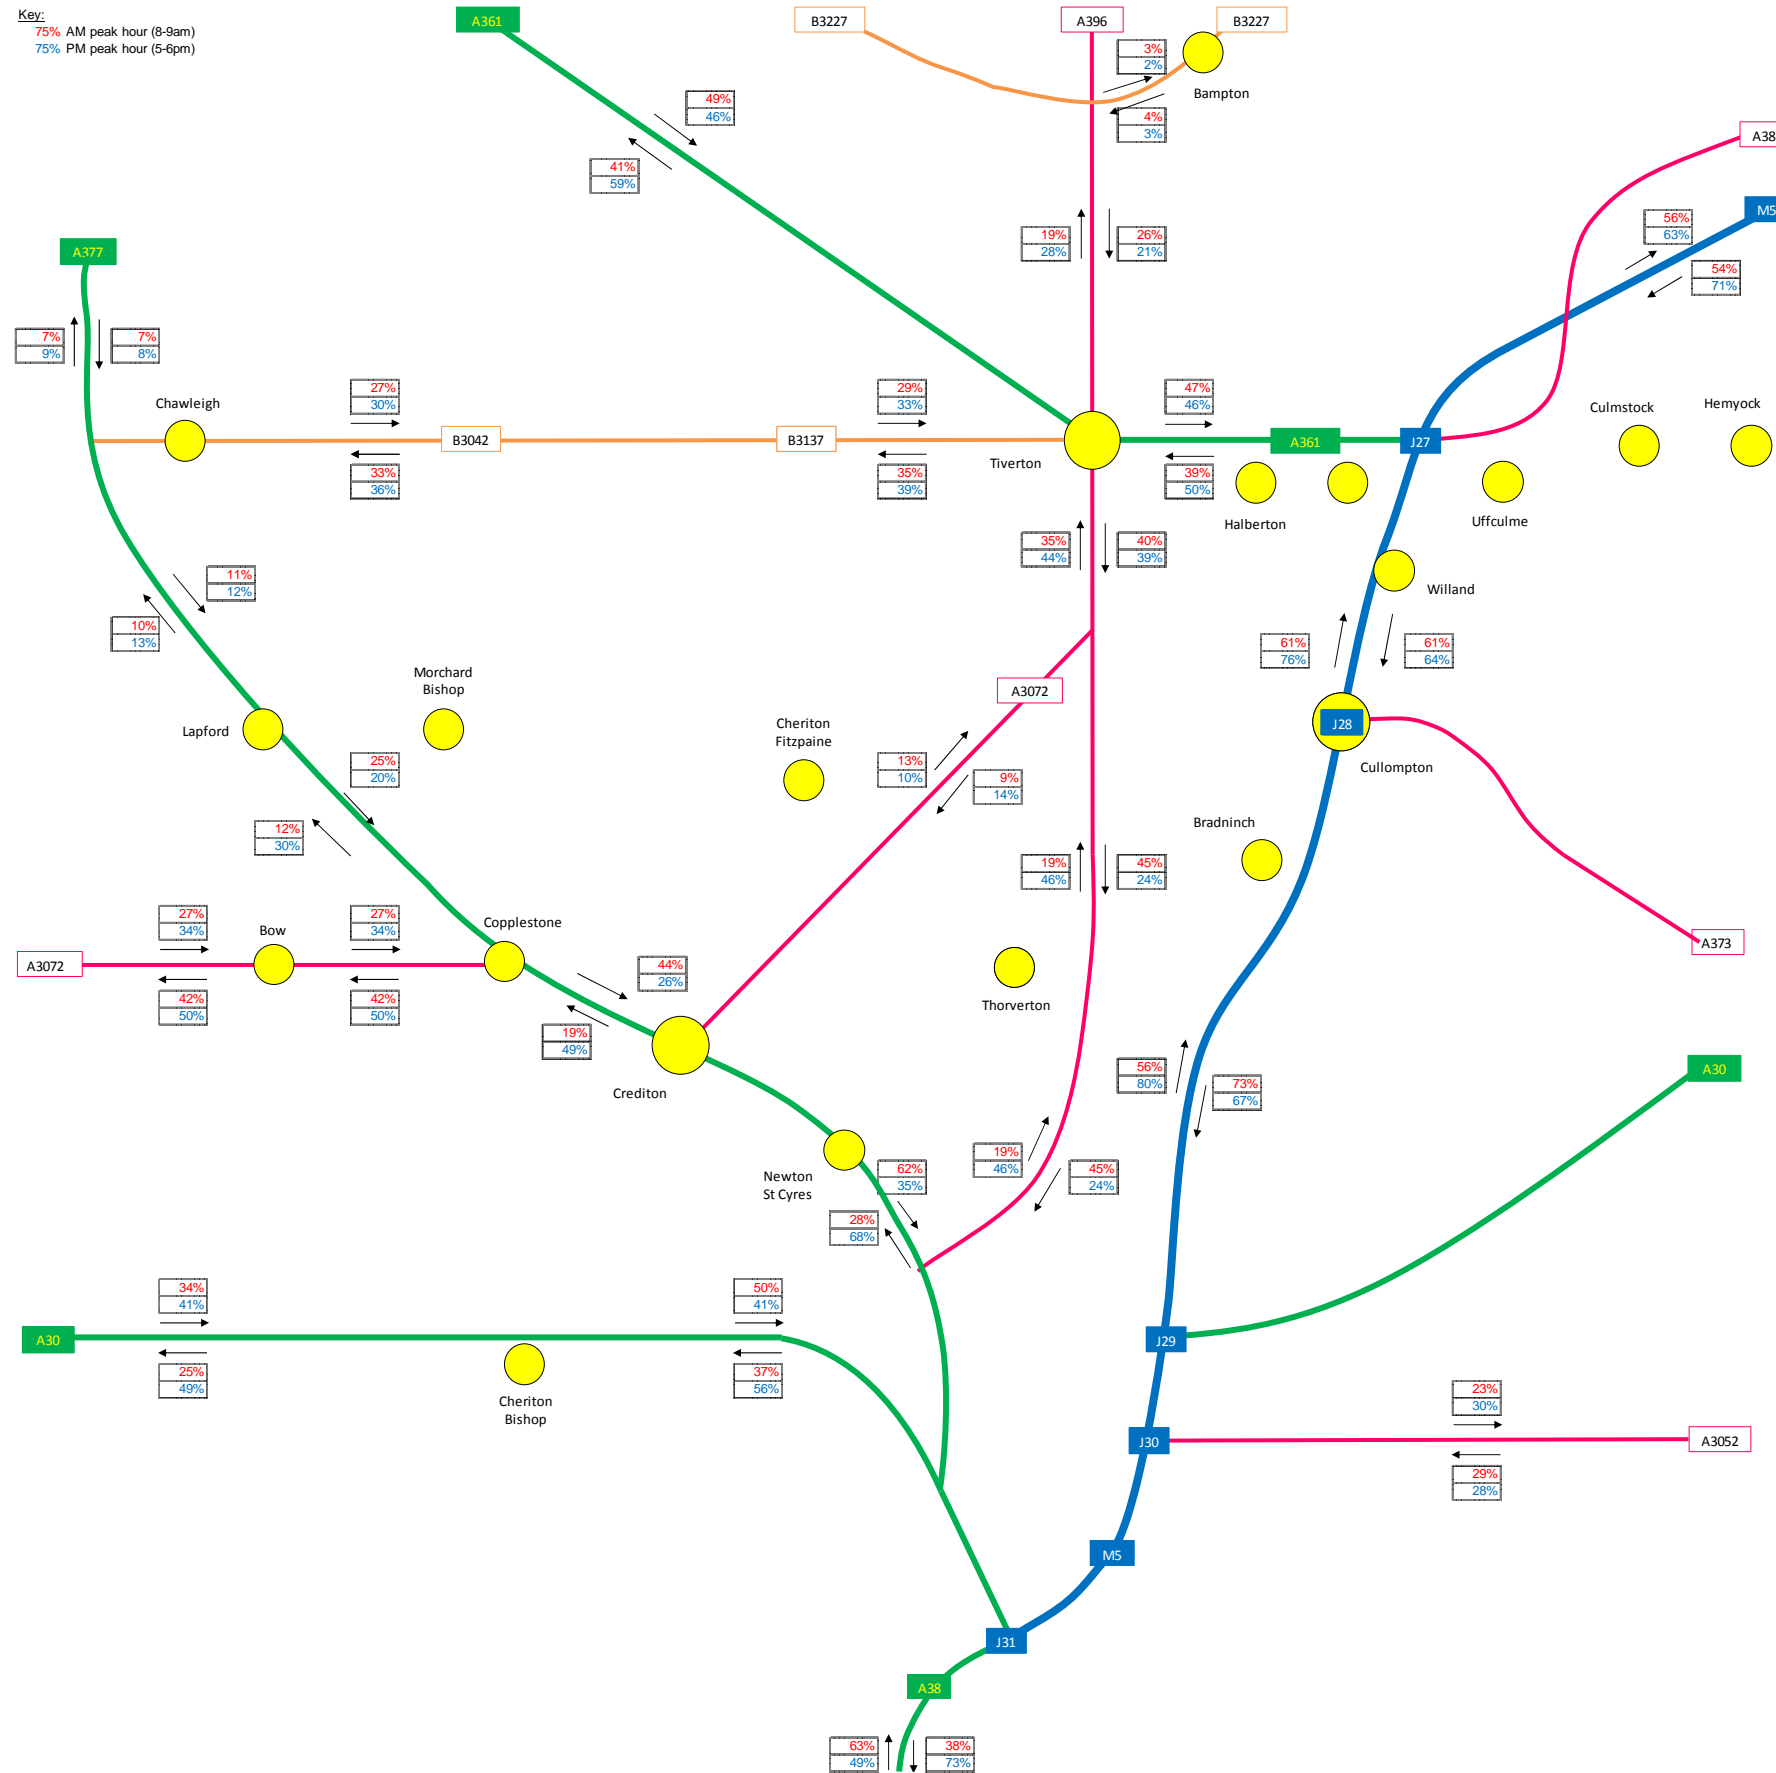 Key:
75% AM peak hour (8-9am)
75% PM peak hour (5-6pm)
A361
B3227
A396
B3227
3%
2%
Bampton
4%
3%
49%
46%
41%
59%
A38
M5
56%
63%
54%
71%
19%
28%
26%
21%
A377
7%
9%
7%
8%
Chawleigh
27%
30%
B3042
33%
36%
29%
33%
B3137
35%
39%
Tiverton
47%
46%
A361
39%
50%
J27
Halberton
Culmstock
Hemyock
Uffculme
35%
44%
40%
39%
Willand
11%
12%
10%
13%
61%
76%
61%
64%
Morchard
Bishop
Lapford
A3072
Cheriton
Fitzpaine
J28
Cullompton
25%
20%
12%
30%
13%
10%
9%
14%
Bradninch
19%
46%
45%
24%
27%
34%
27%
34%
Bow
Copplestone
A3072
42%
50%
42%
50%
44%
26%
19%
49%
Thorverton
A373
Crediton
56%
80%
73%
67%
A30
Newton
St Cyres
62%
35%
28%
68%
19%
46%
45%
24%
34%
41%
A30
25%
49%
50%
41%
37%
56%
Cheriton
Bishop
J29
J30
23%
30%
A3052
29%
28%
M5
J31
A38
63%
49%
38%
73%